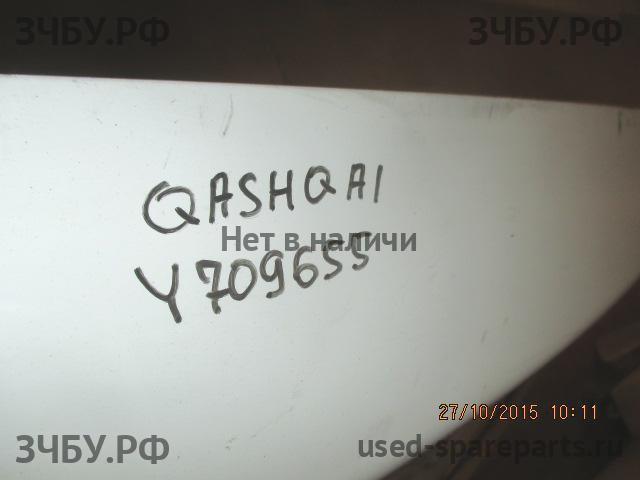 ЗЧБУ.РФ ЗЧБУ.РФ
QASHQAI
Нет в наличи
Y709655
27/10/2015 10:11
ЗЧБУ.РФ used-spareparts.ru